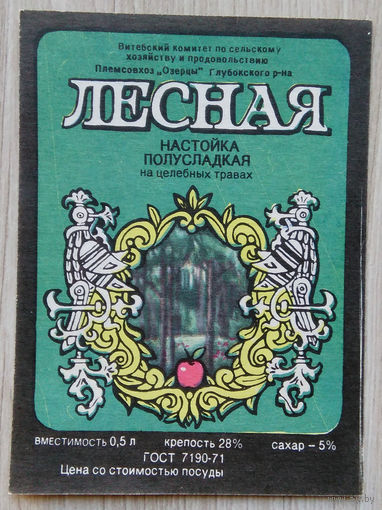 Витебский комитет по сельскому
хозяйству и продовольствию
Племсовхоз „Озерцы" Глубокского р-на
ЛЕСНАЯ
НАСТОЙКА
ПОЛУСЛАДКАЯ
на целебных травах
вместимость 0,5 л крепость 28% сахар – 5%
ГОСТ 7190-71
Цена со стоимостью посуды